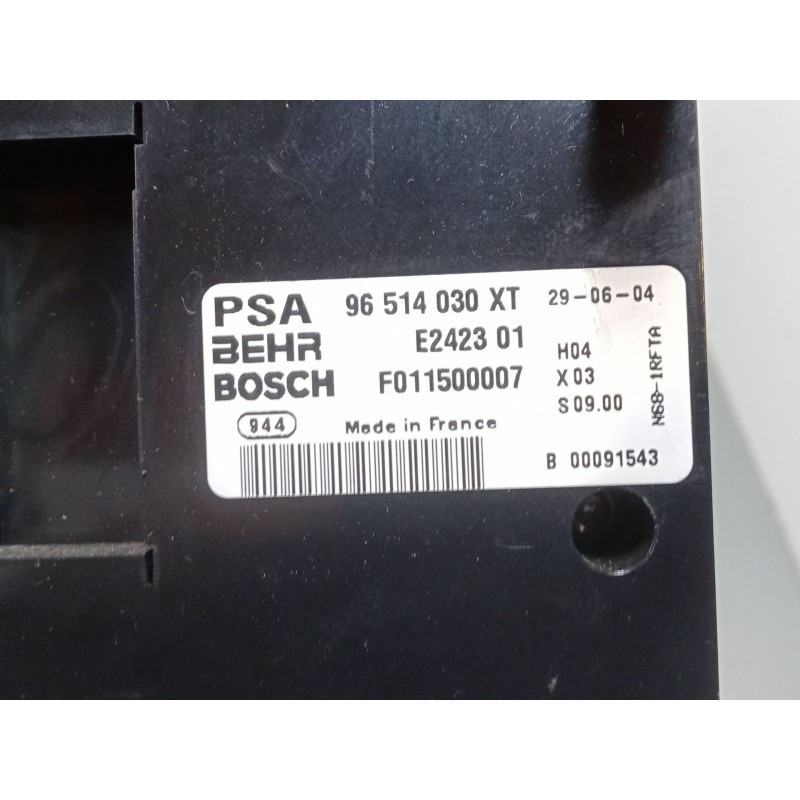 PSA 96 514 030 XT 29-06-04
BEHR E2423 01 H04
BOSCH F011500007 X 03
S 09.00
944 Made in France
B 00091543
N68-1RFTA